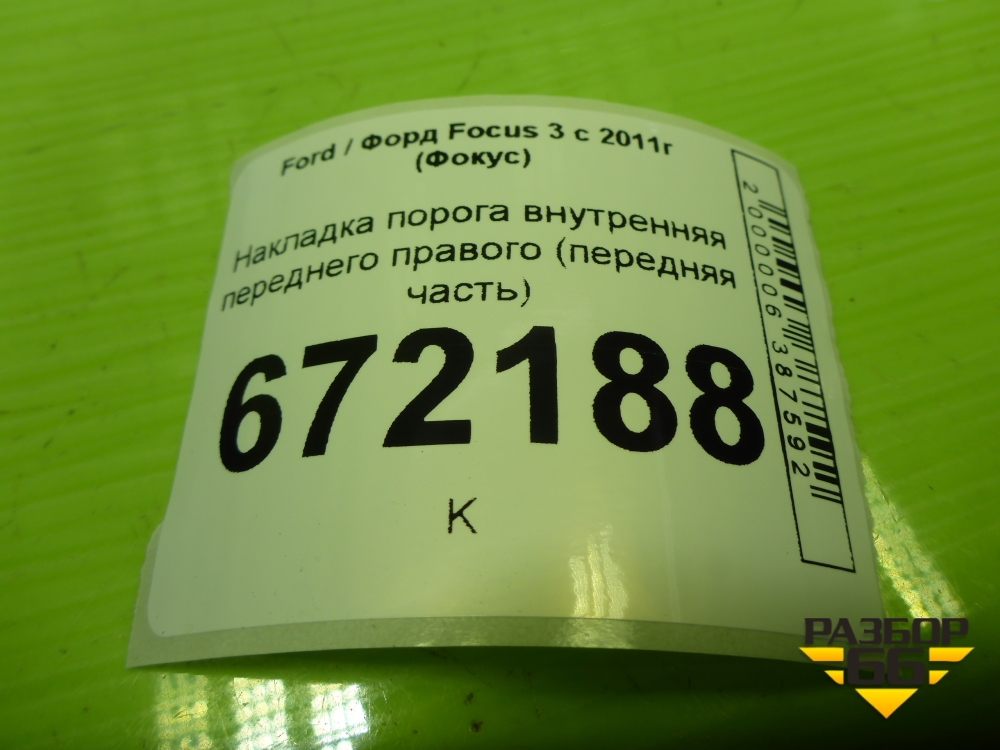 Ford / Форд Focus 3 с 2011г
(Фокус)
Накладка порога внутренняя
переднего правого (передняя
часть)
672188
К
2000006387592
РАЗБОР
66